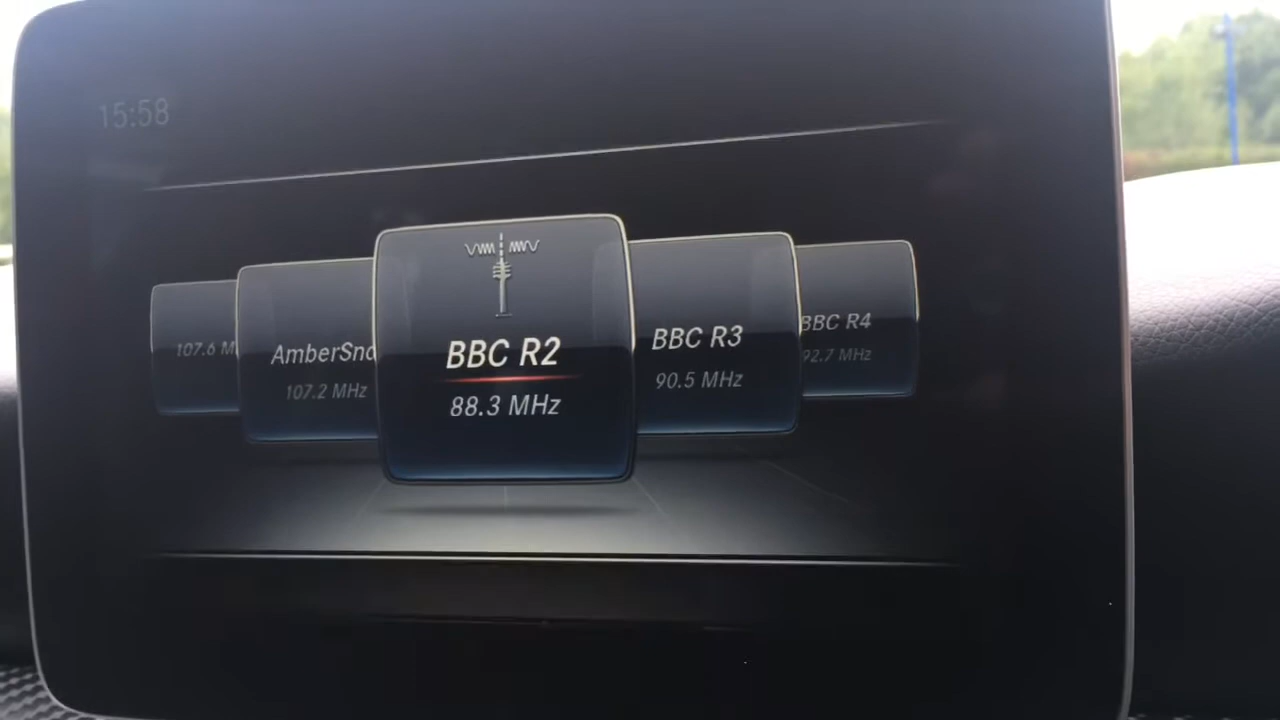 15:58
107.6 M
AmberSnd
107.2 MHz
BBC R2
88.3 MHz
BBC R3
90.5 MHz
BBC R4
92.7 MHz